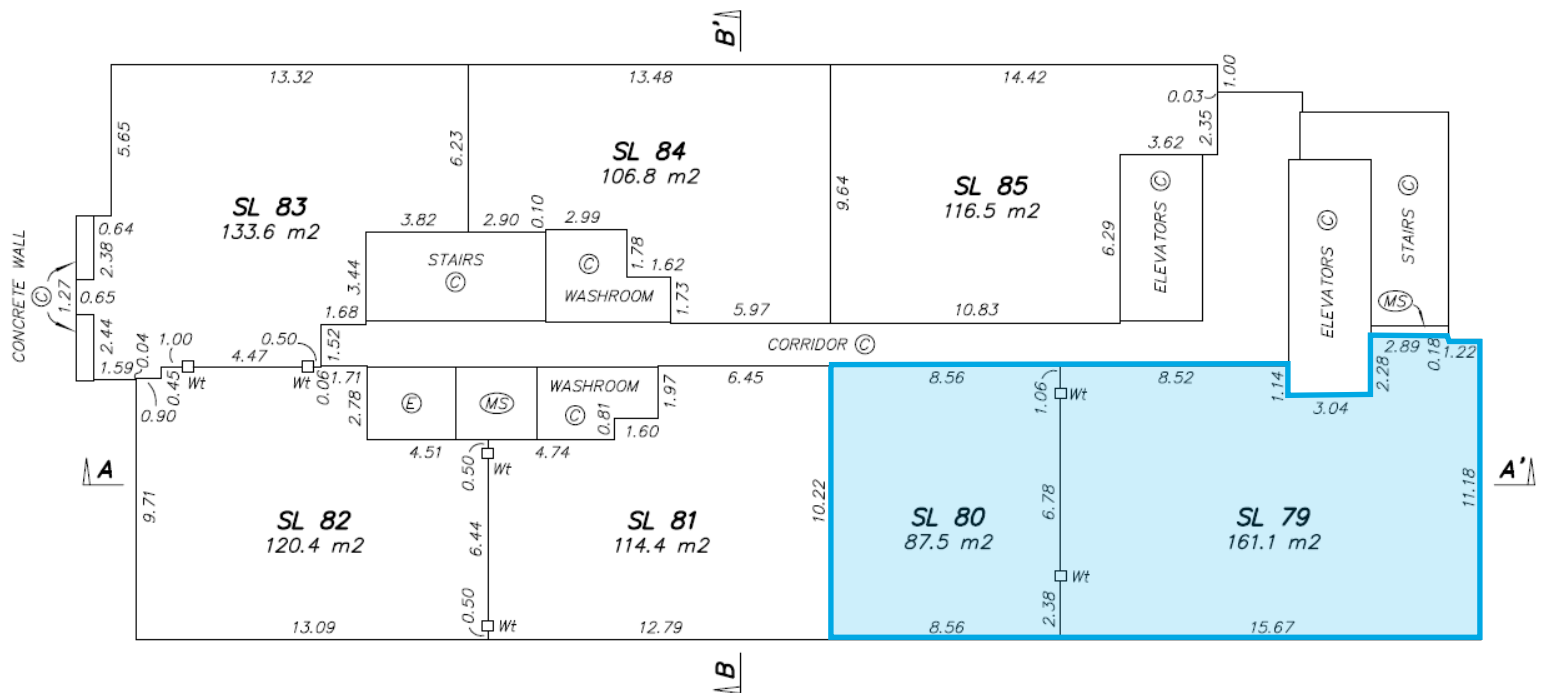 B'
13.32
13.48
14.42
1.00
0.03
2.35
5.65
6.23
SL 84
106.8 m2
3.62
SL 85
116.5 m2
9.64
SL 83
133.6 m2
ELEVATORS C
6.29
ELEVATORS C
STAIRS C
3.82
2.90
0.10
2.99
1.78
1.62
0.64
2.38
CONCRETE WALL
C
1.27
0.65
2.44
3.44
STAIRS
C
C
WASHROOM
1.73
MS
1.68
5.97
10.83
1.59
0.04
1.00
4.47
0.50
1.52
CORRIDOR C
2.89
0.18
1.22
2.28
0.90
0.45
Wt
Wt
0.06
1.71
2.78
E
MS
WASHROOM
C
0.81
1.60
1.97
6.45
8.56
1.06
Wt
8.52
1.14
3.04
4.51
4.74
A
0.50
Wt
A'
9.71
10.22
6.78
11.18
SL 82
120.4 m2
6.44
SL 81
114.4 m2
SL 80
87.5 m2
SL 79
161.1 m2
Wt
2.38
0.50
Wt
13.09
12.79
8.56
15.67
B